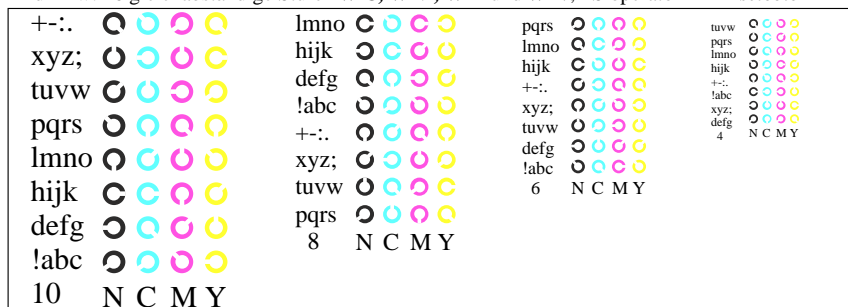 +-:.
xyz;
tuvw
pqrs
lmno
hijk
defg
!abc
10 N C M Y
lmno
hijk
defg
!abc
+-:.
xyz;
tuvw
pqrs
8 N C M Y
pqrs
lmno
hijk
+-:.
xyz;
tuvw
defg
!abc
6 N C M Y
tuvw
pqrs
lmno
hijk
+-:.
!abc
xyz;
defg
4 N C M Y